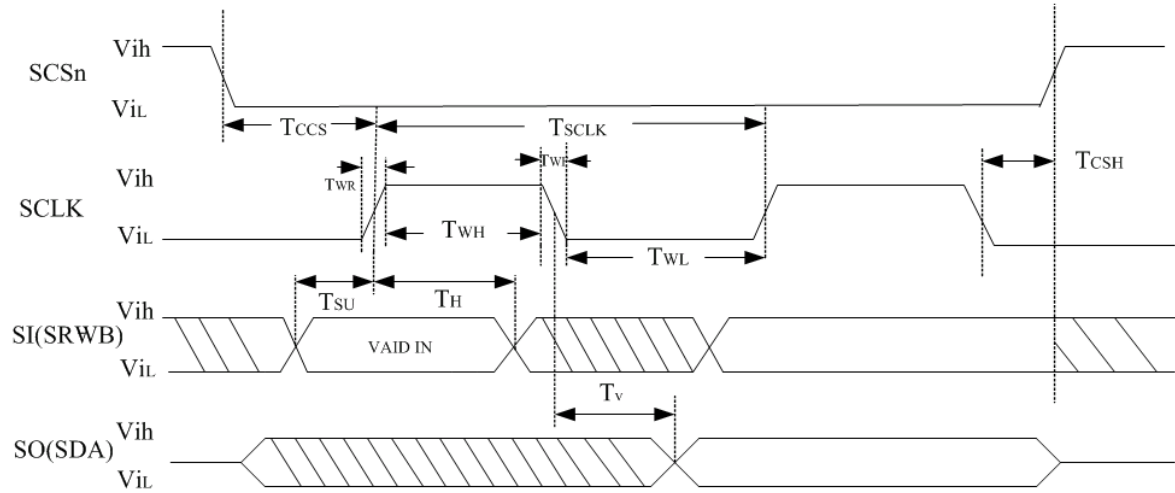 Vih
SCSn
ViL
TCCS
TSCLK
Vih
TWR
TCSH
SCLK
TWH
ViL
TWL
TSU
TH
Vih
SI(SRWB)
VAID IN
ViL
Tv
Vih
SO(SDA)
ViL